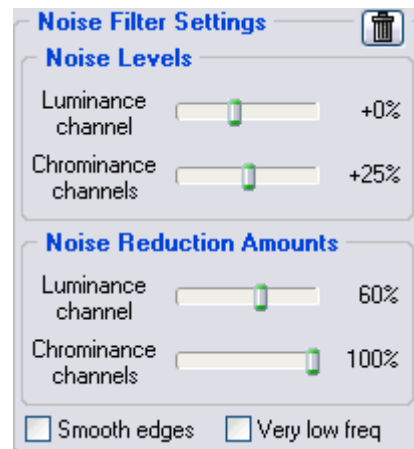 Noise Filter Settings
Noise Levels
Luminance
channel
+0%
Chrominance
channels
+25%
Noise Reduction Amounts
Luminance
channel
60%
Chrominance
channels
100%
Smooth edges
Very low freq